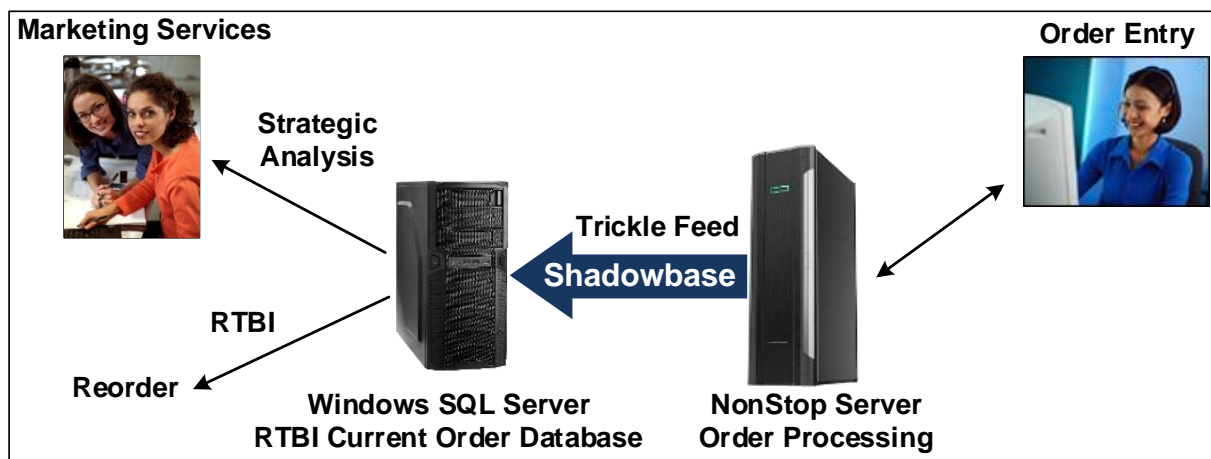 Marketing Services
Order Entry
Strategic
Analysis
Trickle Feed
Shadowbase
RTBI
Reorder
Windows SQL Server
RTBI Current Order Database
NonStop Server
Order Processing